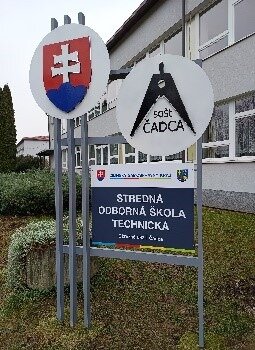 SOŠT
ČADCA
STREDNÁ
ODBORNÁ ŠKOLA
TECHNICKÁ